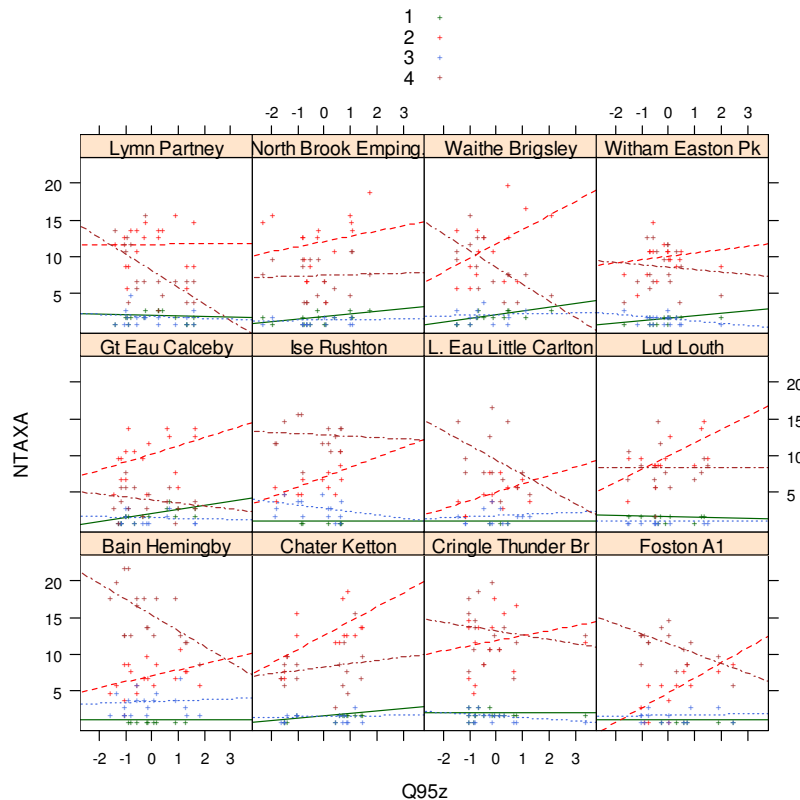 1
2
3
4
-2 -1 0 1 2 3 -2 -1 0 1 2 3
Lymn Partney North Brook Emping Waithe Brigsley Witham Easton Pk
20
15
10
5
Gt Eau Calceby Ise Rushton L. Eau Little Carlton Lud Louth
20
15
10
5
NTAXA
Bain Hemingby Chater Ketton Cringle Thunder Br Foston A1
20
15
10
5
-2 -1 0 1 2 3 -2 -1 0 1 2 3
Q95z